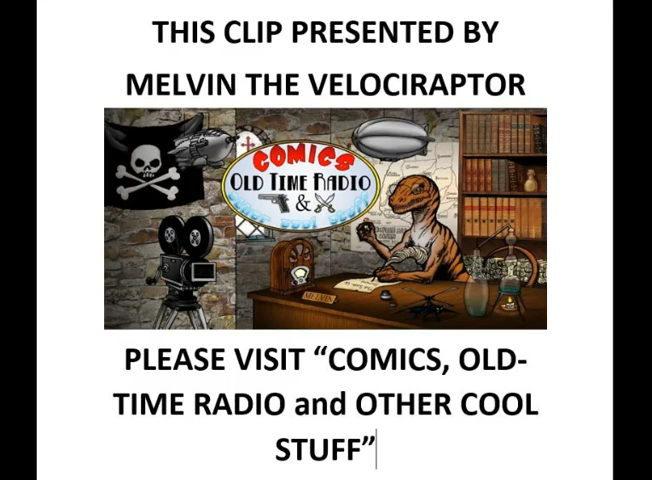 THIS CLIP PRESENTED BY
MELVIN THE VELOCIRAPTOR
COMICS
OLD TIME RADIO
&
MELVIN
PLEASE VISIT “COMICS, OLD-
TIME RADIO and OTHER COOL
STUFF”